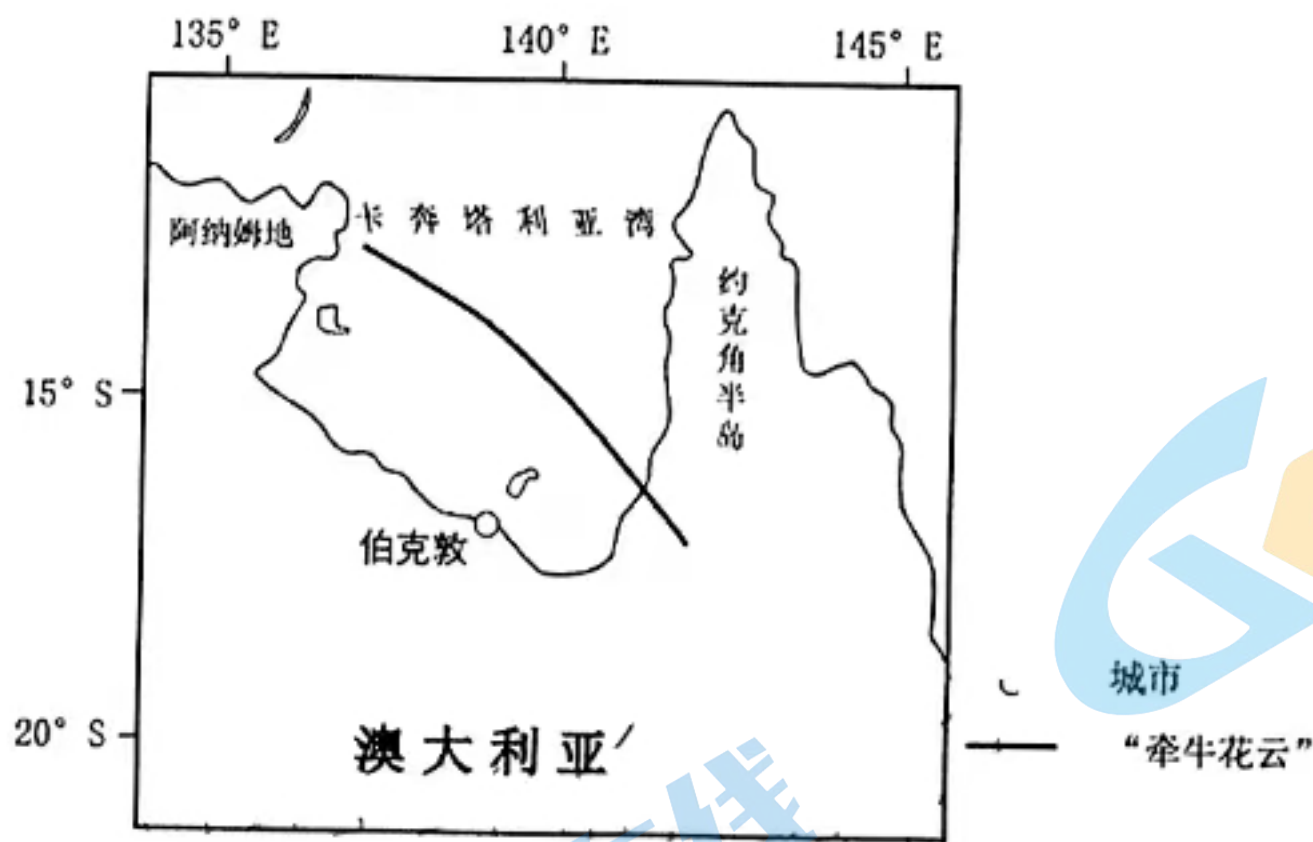 135° E
140° E
145° E
阿纳姆地
卡奔塔利亚湾
约克角半岛
15° S
伯克敦
城市
20° S
澳大利亚
“牵牛花云”
线